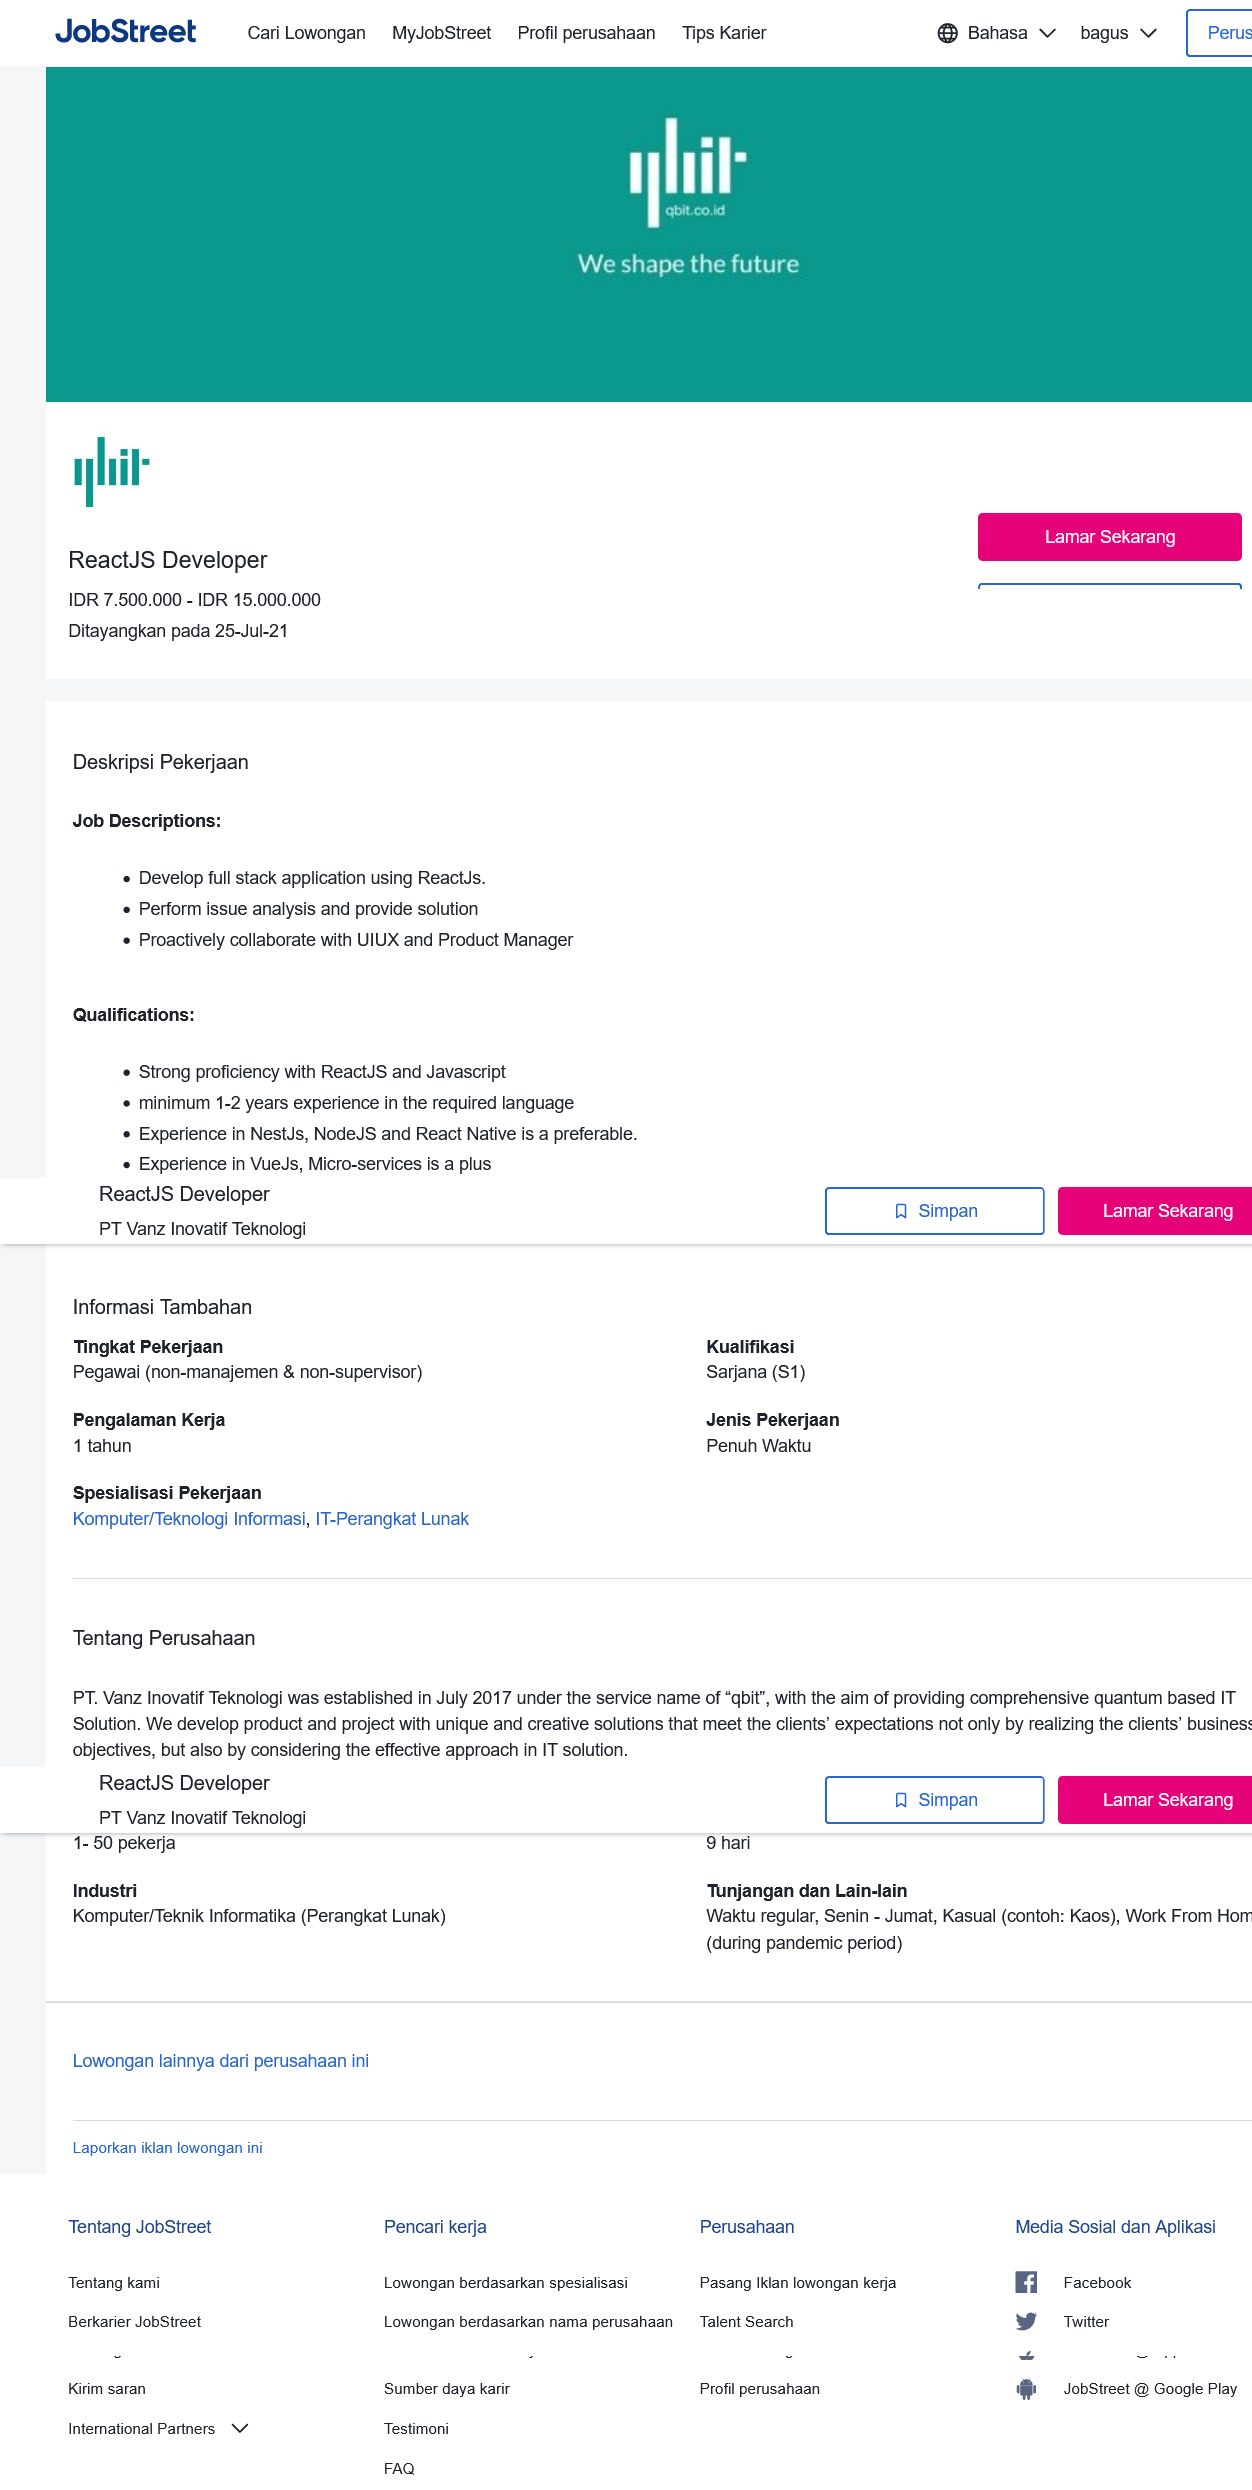 JobStreet
Cari Lowongan MyJobStreet Profil perusahaan Tips Karier Bahasa bagus
qbit
qbit.co.id
We shape the future
qbit
Lamar Sekarang
ReactJS Developer
IDR 7.500.000 - IDR 15.000.000
Ditayangkan pada 25-Jul-21
Deskripsi Pekerjaan
Job Descriptions:
• Develop full stack application using ReactJs.
• Perform issue analysis and provide solution
• Proactively collaborate with UIUX and Product Manager
Qualifications:
• Strong proficiency with ReactJS and Javascript
• minimum 1-2 years experience in the required language
• Experience in NestJs, NodeJS and React Native is a preferable.
• Experience in VueJs, Micro-services is a plus
ReactJS Developer
PT Vanz Inovatif Teknologi
Simpan Lamar Sekarang
Informasi Tambahan
Tingkat Pekerjaan
Pegawai (non-manajemen & non-supervisor)
Kualifikasi
Sarjana (S1)
Pengalaman Kerja
1 tahun
Jenis Pekerjaan
Penuh Waktu
Spesialisasi Pekerjaan
Komputer/Teknologi Informasi, IT-Perangkat Lunak
Tentang Perusahaan
PT. Vanz Inovatif Teknologi was established in July 2017 under the service name of “qbit”, with the aim of providing comprehensive quantum based IT
Solution. We develop product and project with unique and creative solutions that meet the clients’ expectations not only by realizing the clients’ business
objectives, but also by considering the effective approach in IT solution.
ReactJS Developer
PT Vanz Inovatif Teknologi
Simpan Lamar Sekarang
1- 50 pekerja
9 hari
Industri
Komputer/Teknik Informatika (Perangkat Lunak)
Tunjangan dan Lain-lain
Waktu regular, Senin - Jumat, Kasual (contoh: Kaos), Work From Hom
(during pandemic period)
Lowongan lainnya dari perusahaan ini
Laporkan iklan lowongan ini
Tentang JobStreet
Tentang kami
Berkarier JobStreet
Kirim saran
International Partners
Pencari kerja
Lowongan berdasarkan spesialisasi
Lowongan berdasarkan nama perusahaan
Sumber daya karir
Testimoni
FAQ
Perusahaan
Pasang Iklan lowongan kerja
Talent Search
Profil perusahaan
Media Sosial dan Aplikasi
Facebook
Twitter
JobStreet @ Google Play